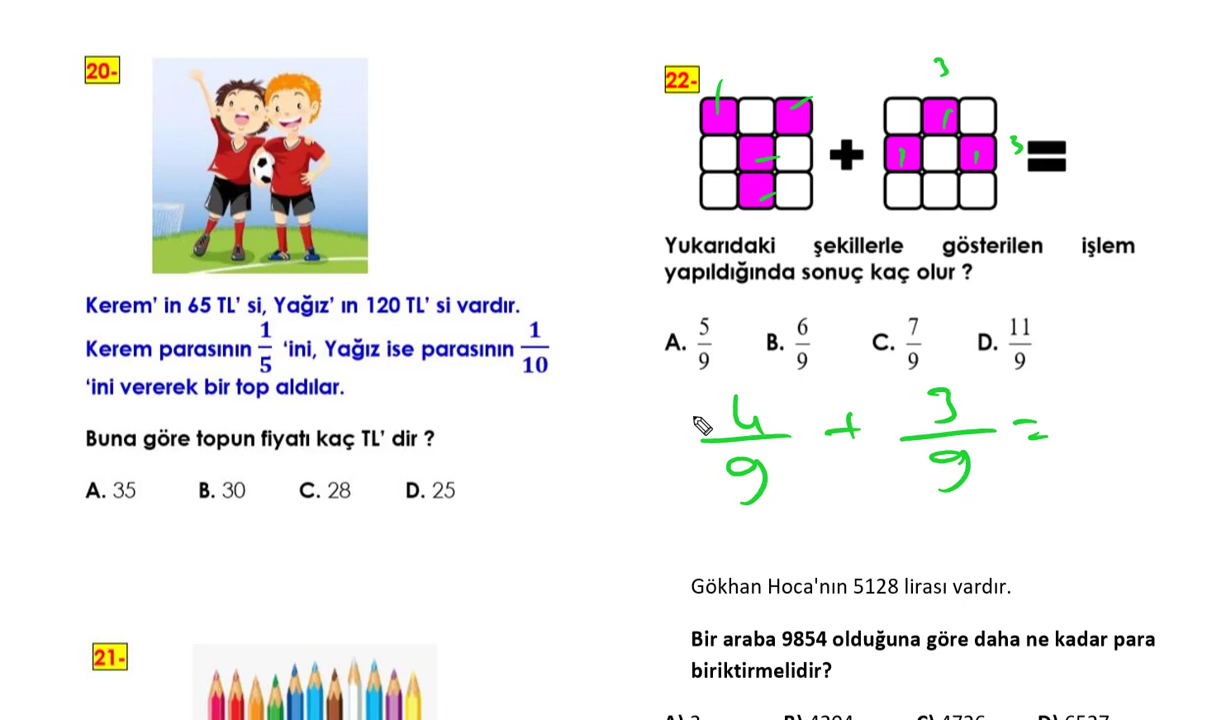 20-
Kerem' in 65 TL' si, Yağız' ın 120 TL' si vardır.
Kerem parasının 1/5 'ini, Yağız ise parasının 1/10
'ini vererek bir top aldılar.
Buna göre topun fiyatı kaç TL' dir ?
A. 35 B. 30 C. 28 D. 25
21-
22-
3
+ 3 =
Yukarıdaki şekillerle gösterilen işlem
yapıldığında sonuç kaç olur ?
A. 5/9 B. 6/9 C. 7/9 D. 11/9
4/9 + 3/9 =
Gökhan Hoca'nın 5128 lirası vardır.
Bir araba 9854 olduğuna göre daha ne kadar para
biriktirmelidir?